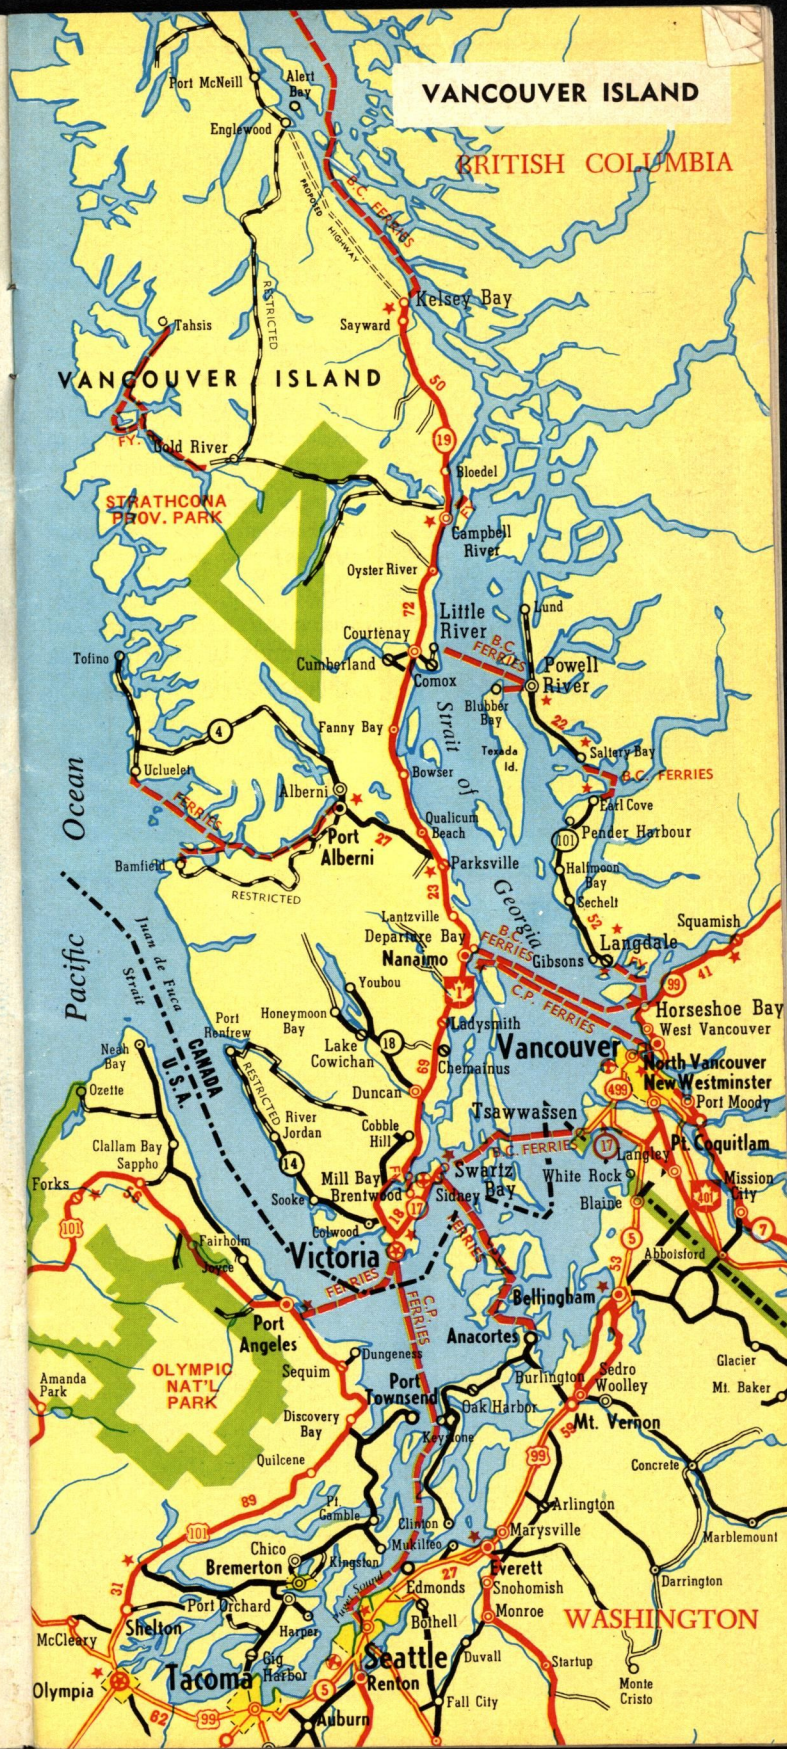 VANCOUVER ISLAND
BRITISH COLUMBIA
Port McNeill
Alert
Bay
Englewood
PROPOSED HIGHWAY
B.C. FERRIES
RESTRICTED
Kelsey Bay
Sayward
Tahsis
VANCOUVER ISLAND
50
FY.
Gold River
19
Bloedel
STRATHCONA
PROV. PARK
FY.
Campbell
River
Oyster River
72
Little
River
Lund
Courtenay
B.C.
FERRIES
Tofino
Cumberland
Comox
Powell
River
Blubber
Bay
22
4
Fanny Bay
Strait of Georgia
Texada
Id.
Saltery Bay
Ucluelet
Bowser
B.C. FERRIES
Alberni
Earl Cove
FERRIES
Port
Alberni
27
Qualicum
Beach
101
Pender Harbour
Bamfield
Parksville
Halfmoon
Bay
RESTRICTED
23
Sechelt
Pacific Ocean
Lantzville
52
Squamish
Juan de Fuca
Strait
Departure Bay
B.C.
FERRIES
Langdale
Nanaimo
Gibsons
FY.
41
Youbou
1
C.P. FERRIES
99
Honeymoon
Bay
Horseshoe Bay
Port
Renfrew
Ladysmith
West Vancouver
Neah
Bay
Lake
Cowichan
18
Vancouver
CANADA
U.S.A.
Chemainus
North Vancouver
New Westminster
Ozette
RESTRICTED
69
499
Port Moody
Duncan
Tsawwassen
River
Jordan
Cobble
Hill
B.C. FERRIES
17
Pt. Coquitlam
Clallam Bay
Sappho
14
Langley
Mill Bay
Swartz
Bay
White Rock
Mission
City
Forks
56
Brentwood
Sidney
401
Sooke
17
Blaine
101
18
7
Colwood
FERRIES
5
Fairholm
Victoria
53
Abbotsford
Joyce
FERRIES
C.P.
FERRIES
Bellingham
Port
Angeles
Anacortes
Dungeness
Glacier
OLYMPIC
NAT'L
PARK
Sequim
Amanda
Park
Port
Townsend
Burlington
Sedro
Woolley
Mt. Baker
Oak Harbor
Discovery
Bay
Mt. Vernon
Keystone
59
Quilcene
99
Concrete
89
Pt.
Gamble
Arlington
101
Clinton
Marysville
Marblemount
Chico
Mukilteo
Bremerton
Kingston
Everett
31
27
Darrington
Puget Sound
Edmonds
Snohomish
Port Orchard
Monroe
WASHINGTON
Shelton
Bothell
McCleary
Harper
Seattle
Duvall
Startup
Gig
Harbor
Tacoma
Renton
Monte
Cristo
Olympia
5
62
99
Fall City
Auburn